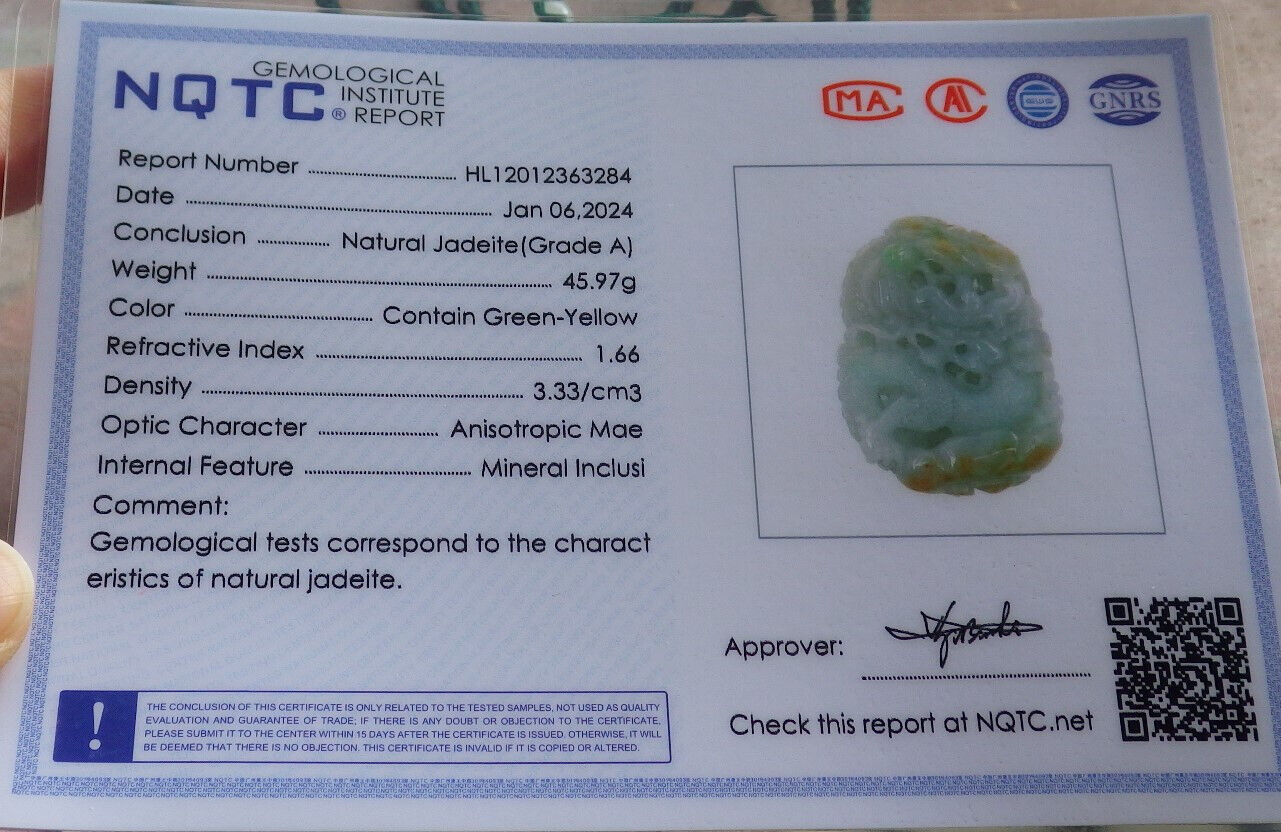 NQTC® GEMOLOGICAL
INSTITUTE
REPORT
MA
GNRS
Report Number ........ HL12012363284
Date ........ Jan 06,2024
Conclusion ........ Natural Jadeite(Grade A)
Weight ........ 45.97g
Color ........ Contain Green-Yellow
Refractive Index ........ 1.66
Density ........ 3.33/cm3
Optic Character ........ Anisotropic Mae
Internal Feature ........ Mineral Inclusi
Comment:
Gemological tests correspond to the charact
eristics of natural jadeite.
Approver:
Check this report at NQTC.net
!
THE CONCLUSION OF THIS CERTIFICATE IS ONLY RELATED TO THE TESTED SAMPLES, NOT USED AS QUALITY
EVALUATION AND GUARANTEE OF TRADE; IF THERE IS ANY DOUBT OR OBJECTION TO THE CERTIFICATE,
PLEASE SUBMIT IT TO THE CENTER WITHIN 15 DAYS AFTER THE CERTIFICATE IS ISSUED. OTHERWISE, IT WILL
BE DEEMED THAT THERE IS NO OBJECTION. THIS CERTIFICATE IS INVALID IF IT IS COPIED OR ALTERED.